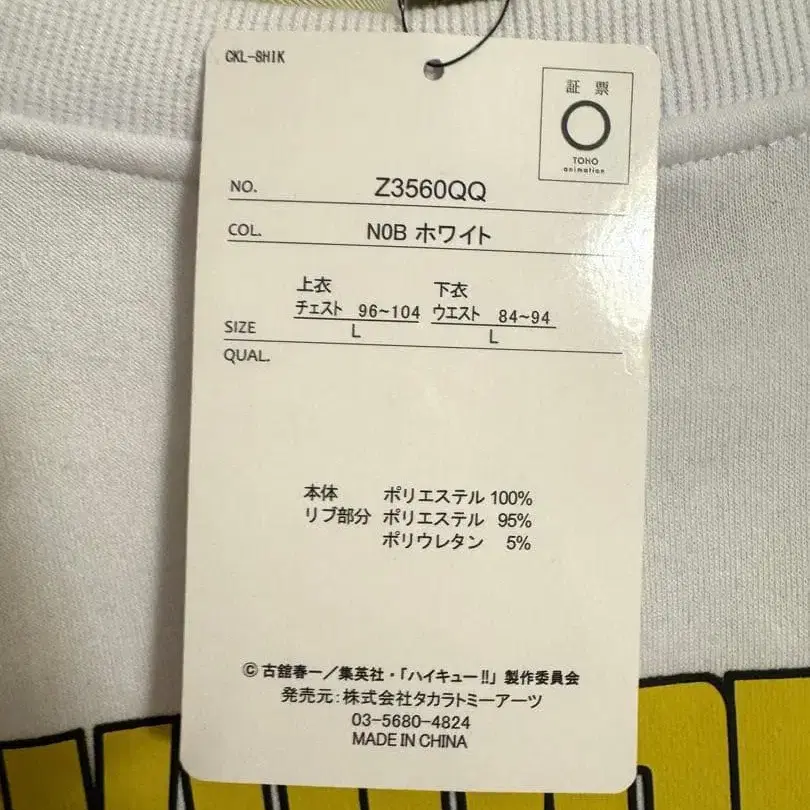 CKL-8HIK
証 票
TOHO
animation
NO. Z3560QQ
COL. N0B ホワイト
上衣 下衣
チェスト 96~104 ウエスト 84~94
SIZE L L
QUAL.
本体 ポリエステル 100%
リブ部分 ポリエステル 95%
ポリウレタン 5%
© 古舘春一／集英社・「ハイキュー!!」製作委員会
発売元：株式会社タカラトミーアーツ
03-5680-4824
MADE IN CHINA